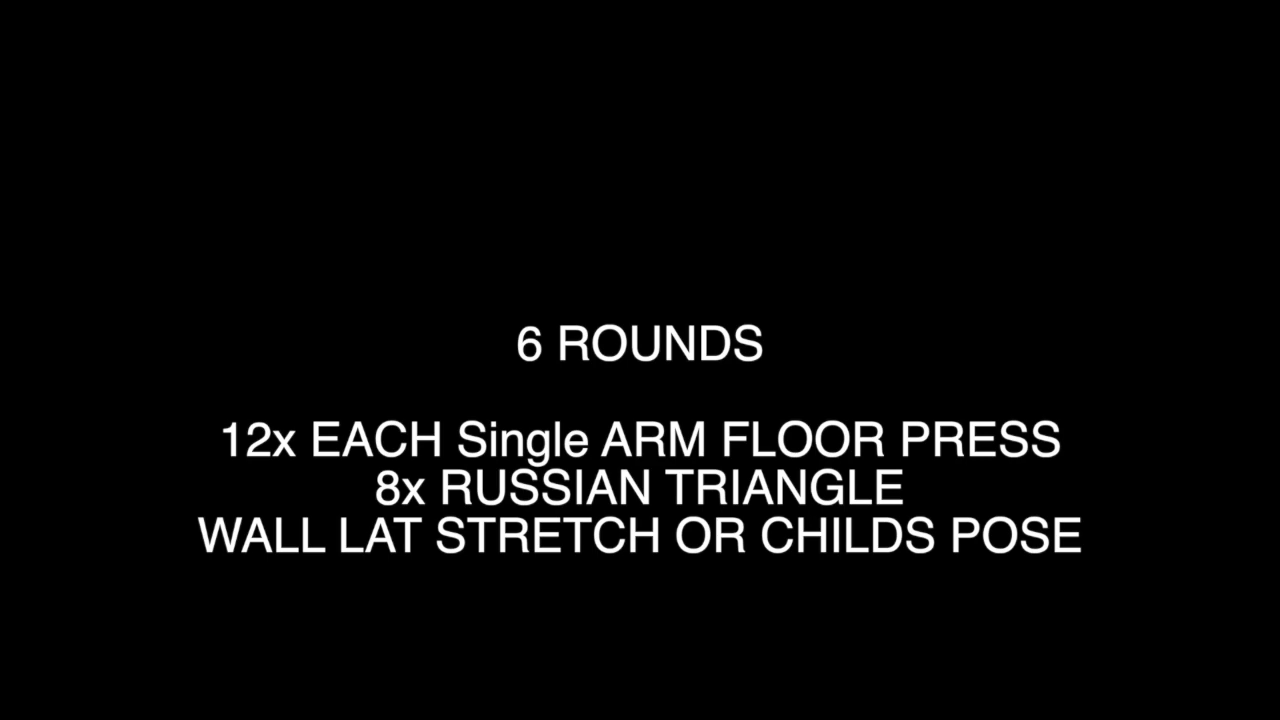 6 ROUNDS
12x EACH Single ARM FLOOR PRESS
8x RUSSIAN TRIANGLE
WALL LAT STRETCH OR CHILDS POSE